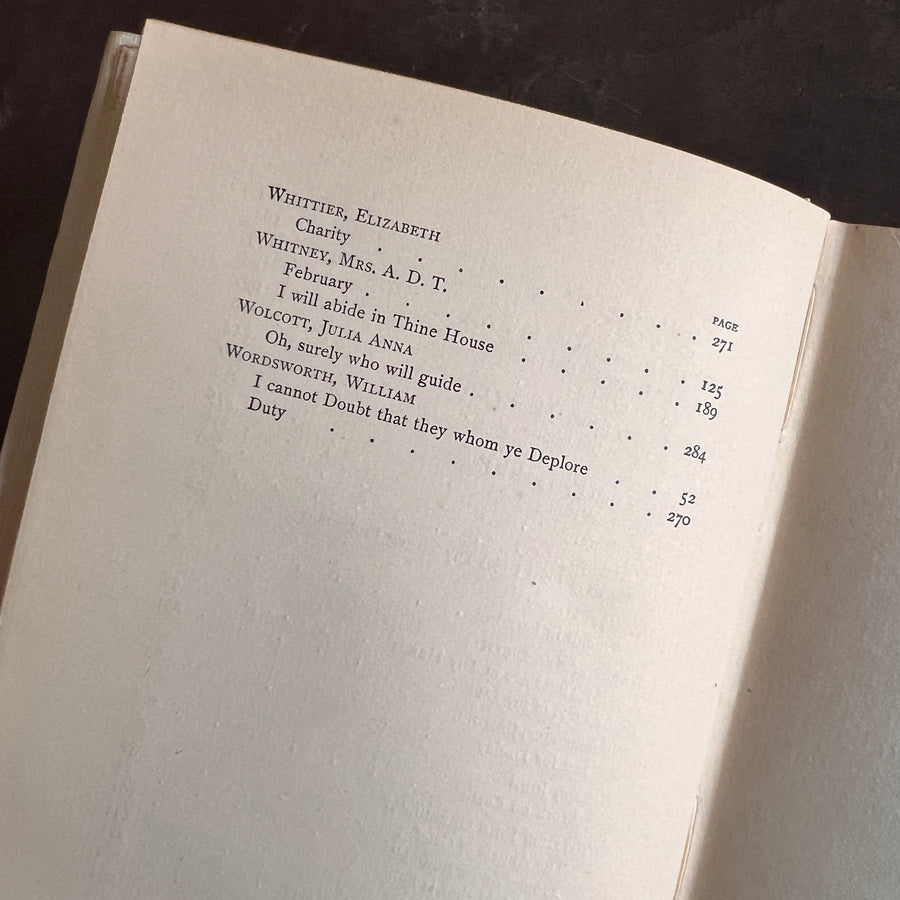 PAGE
WHITTIER, ELIZABETH
Charity . . . . . . . . . 271
WHITNEY, MRS. A. D. T.
February . . . . . . . . . 125
I will abide in Thine House . . . . . 189
WOLCOTT, JULIA ANNA
Oh, surely who will guide . . . . . . 284
WORDSWORTH, WILLIAM
I cannot Doubt that they whom ye Deplore . . 52
Duty . . . . . . . . . 270